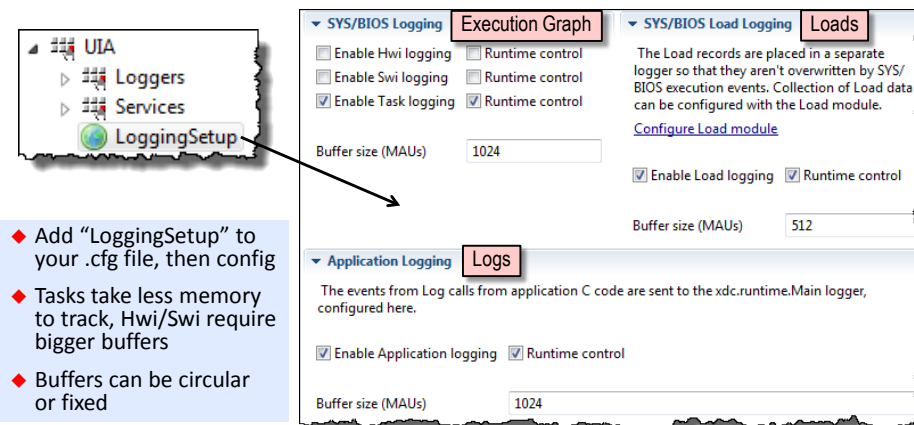 UIA
Loggers
Services
LoggingSetup
◆ Add “LoggingSetup” to
your .cfg file, then config
◆ Tasks take less memory
to track, Hwi/Swi require
bigger buffers
◆ Buffers can be circular
or fixed
SYS/BIOS Logging
Execution Graph
Enable Hwi logging Runtime control
Enable Swi logging Runtime control
Enable Task logging Runtime control
Buffer size (MAUs) 1024
SYS/BIOS Load Logging
Loads
The Load records are placed in a separate
logger so that they aren't overwritten by SYS/
BIOS execution events. Collection of Load data
can be configured with the Load module.
Configure Load module
Enable Load logging Runtime control
Buffer size (MAUs) 512
Application Logging
Logs
The events from Log calls from application C code are sent to the xdc.runtime.Main logger,
configured here.
Enable Application logging Runtime control
Buffer size (MAUs) 1024